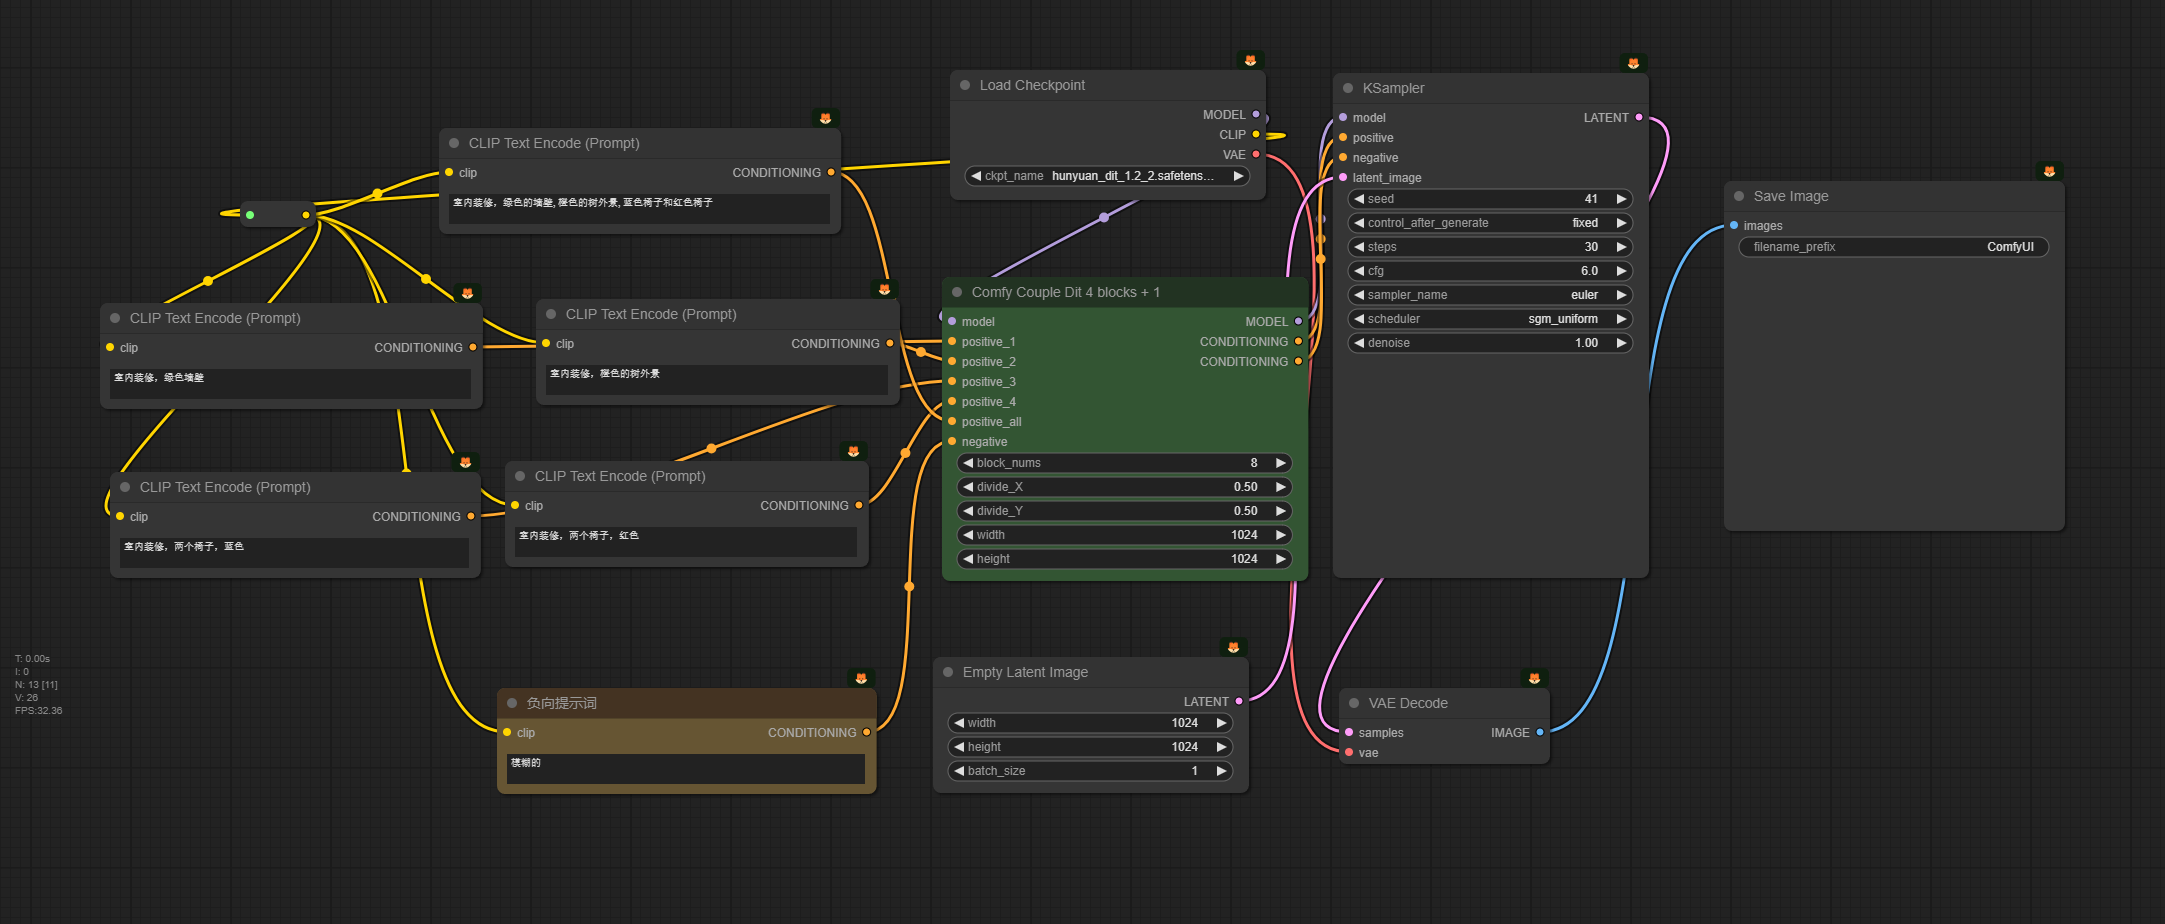 CLIP Text Encode (Prompt)
clip
CONDITIONING
室内装修，绿色的墙壁，橙色的树外景，蓝色椅子和红色椅子
CLIP Text Encode (Prompt)
clip
CONDITIONING
室内装修，绿色墙壁
CLIP Text Encode (Prompt)
clip
CONDITIONING
室内装修，橙色的树外景
CLIP Text Encode (Prompt)
clip
CONDITIONING
室内装修，两个椅子，蓝色
CLIP Text Encode (Prompt)
clip
CONDITIONING
室内装修，两个椅子，红色
负向提示词
clip
CONDITIONING
模糊的
Load Checkpoint
MODEL
CLIP
VAE
ckpt_name hunyuan_dit_1.2_2.safetens...
Comfy Couple Dit 4 blocks + 1
model MODEL
positive_1 CONDITIONING
positive_2 CONDITIONING
positive_3
positive_4
positive_all
negative
block_nums 8
divide_X 0.50
divide_Y 0.50
width 1024
height 1024
Empty Latent Image
LATENT
width 1024
height 1024
batch_size 1
KSampler
model LATENT
positive
negative
latent_image
seed 41
control_after_generate fixed
steps 30
cfg 6.0
sampler_name euler
scheduler sgm_uniform
denoise 1.00
VAE Decode
samples IMAGE
vae
Save Image
images
filename_prefix ComfyUI
T: 0.00s
I: 0
N: 13 [11]
V: 26
FPS:32.36